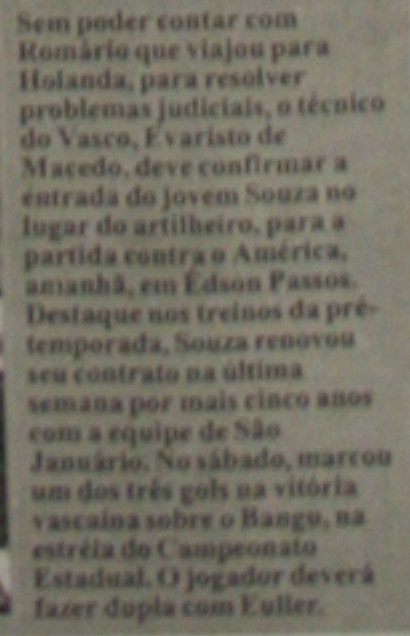 Sem poder contar com
Romário que viajou para
Holanda, para resolver
problemas judiciais, o técnico
do Vasco, Evaristo de
Macedo, deve confirmar a
entrada do jovem Souza no
lugar do artilheiro, para a
partida contra o América,
amanhã, em Édson Passos.
Destaque nos treinos da pré-
temporada, Souza renovou
seu contrato na última
semana por mais cinco anos
com a equipe de São
Januário. No sábado, marcou
um dos três gols na vitória
vascaína sobre o Bangu, na
estréia do Campeonato
Estadual. O jogador deverá
fazer dupla com Euller.